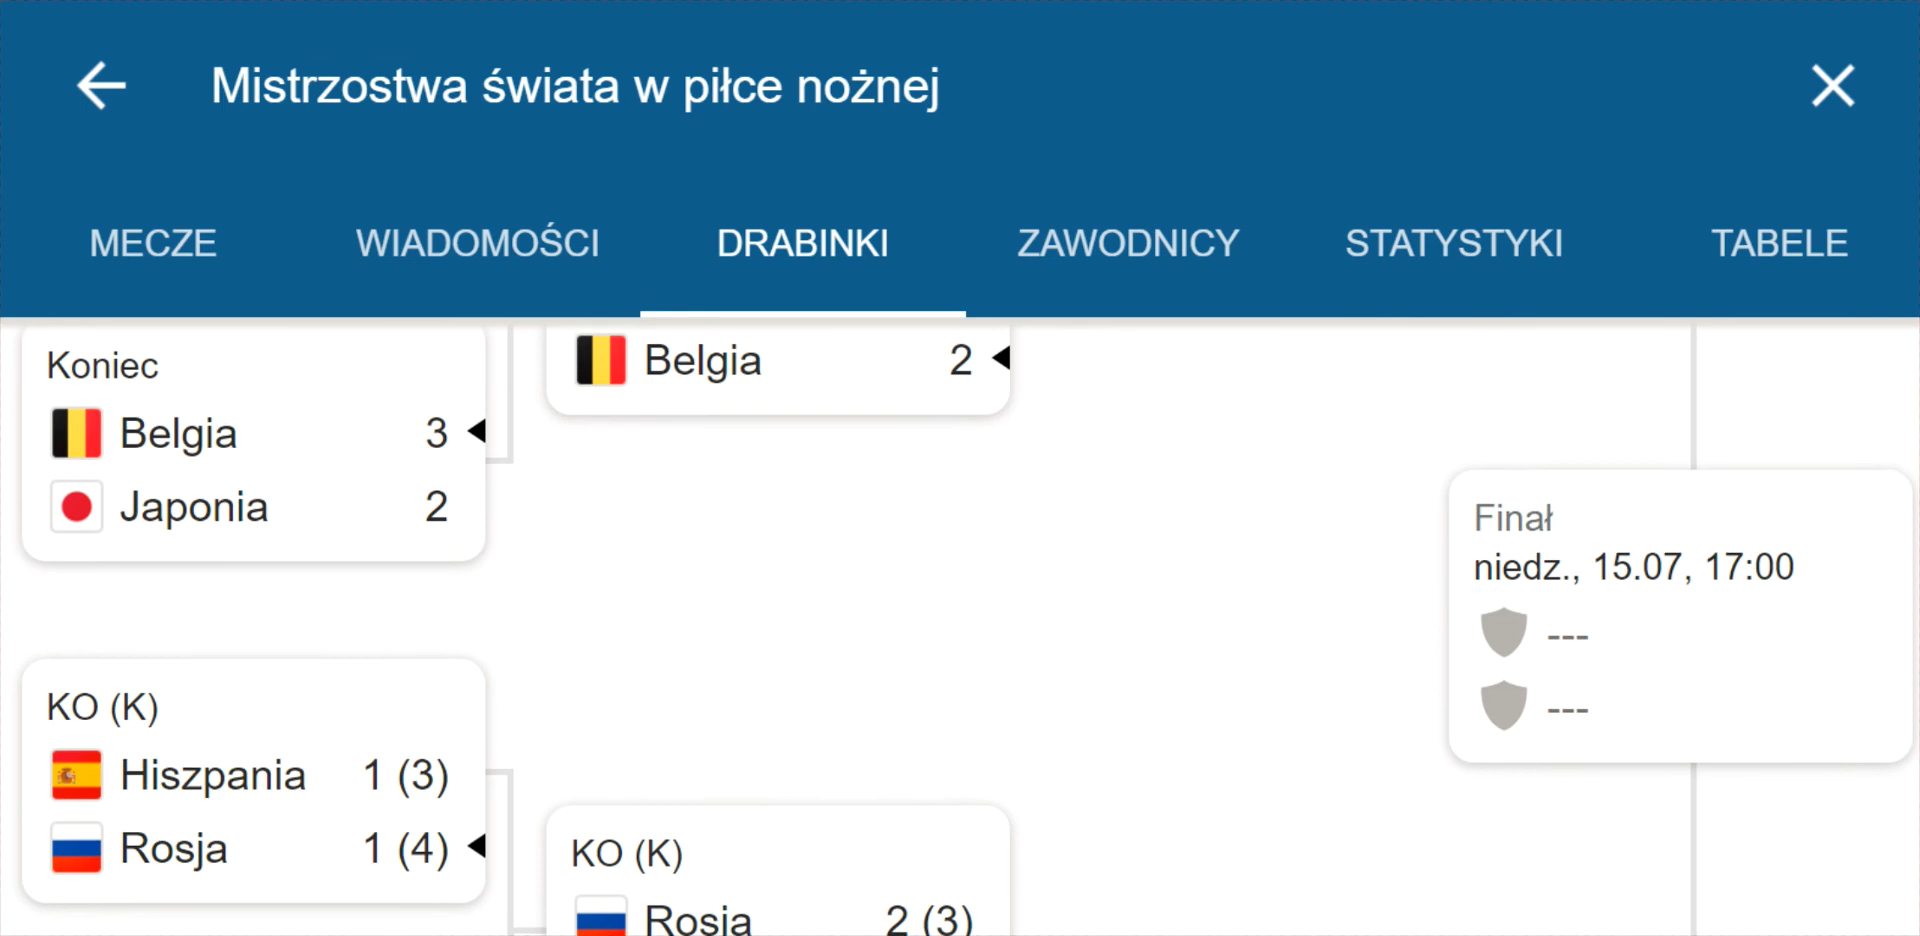 Mistrzostwa świata w piłce nożnej
MECZE WIADOMOŚCI DRABINKI ZAWODNICY STATYSTYKI TABELE
Koniec
Belgia 3
Japonia 2
Belgia 2
Finał
niedz., 15.07, 17:00
---
---
KO (K)
Hiszpania 1 (3)
Rosja 1 (4)
KO (K)
Rosja 2 (3)